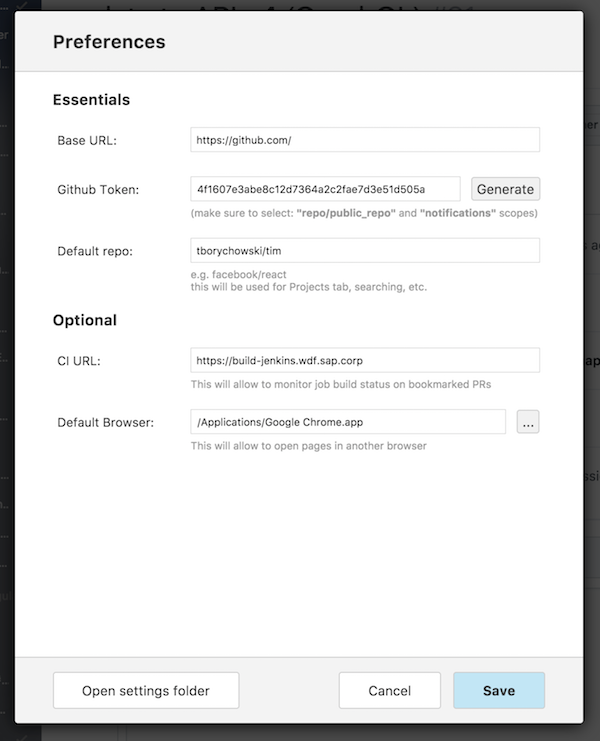 Preferences
Essentials
Base URL:
https://github.com/
Github Token:
4f1607e3abe8c12d7364a2c2fae7d3e51d505a
Generate
(make sure to select: "repo/public_repo" and "notifications" scopes)
Default repo:
tborychowski/tim
e.g. facebook/react
this will be used for Projects tab, searching, etc.
Optional
CI URL:
https://build-jenkins.wdf.sap.corp
This will allow to monitor job build status on bookmarked PRs
Default Browser:
/Applications/Google Chrome.app
...
This will allow to open pages in another browser
Open settings folder
Cancel
Save